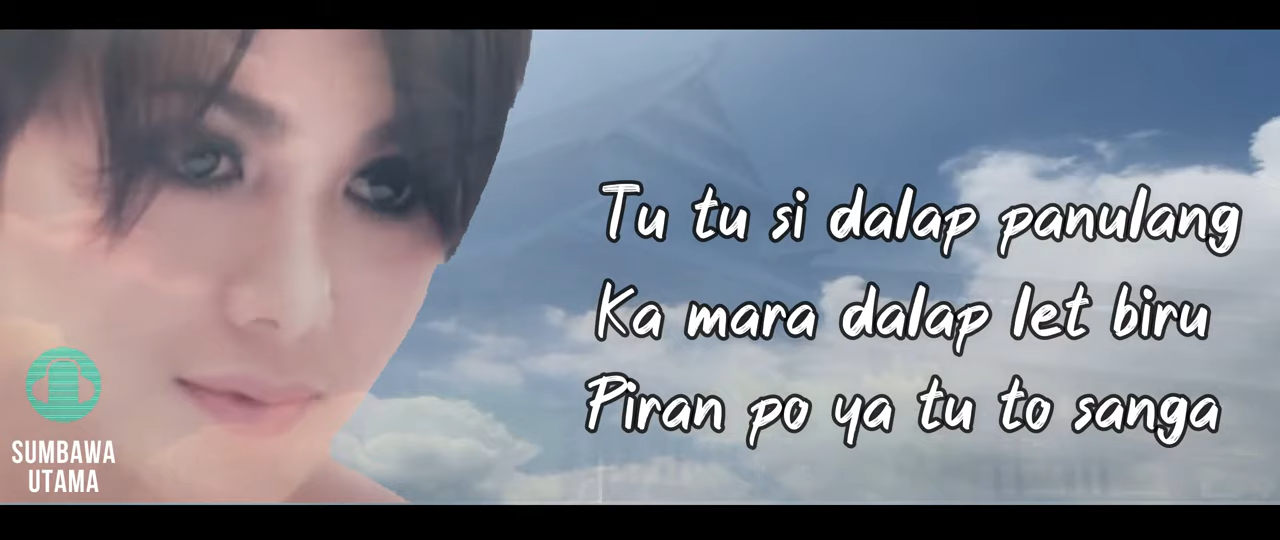 Tu tu si dalap panulang
Ka mara dalap let biru
Piran po ya tu to sanga
SUMBAWA
UTAMA